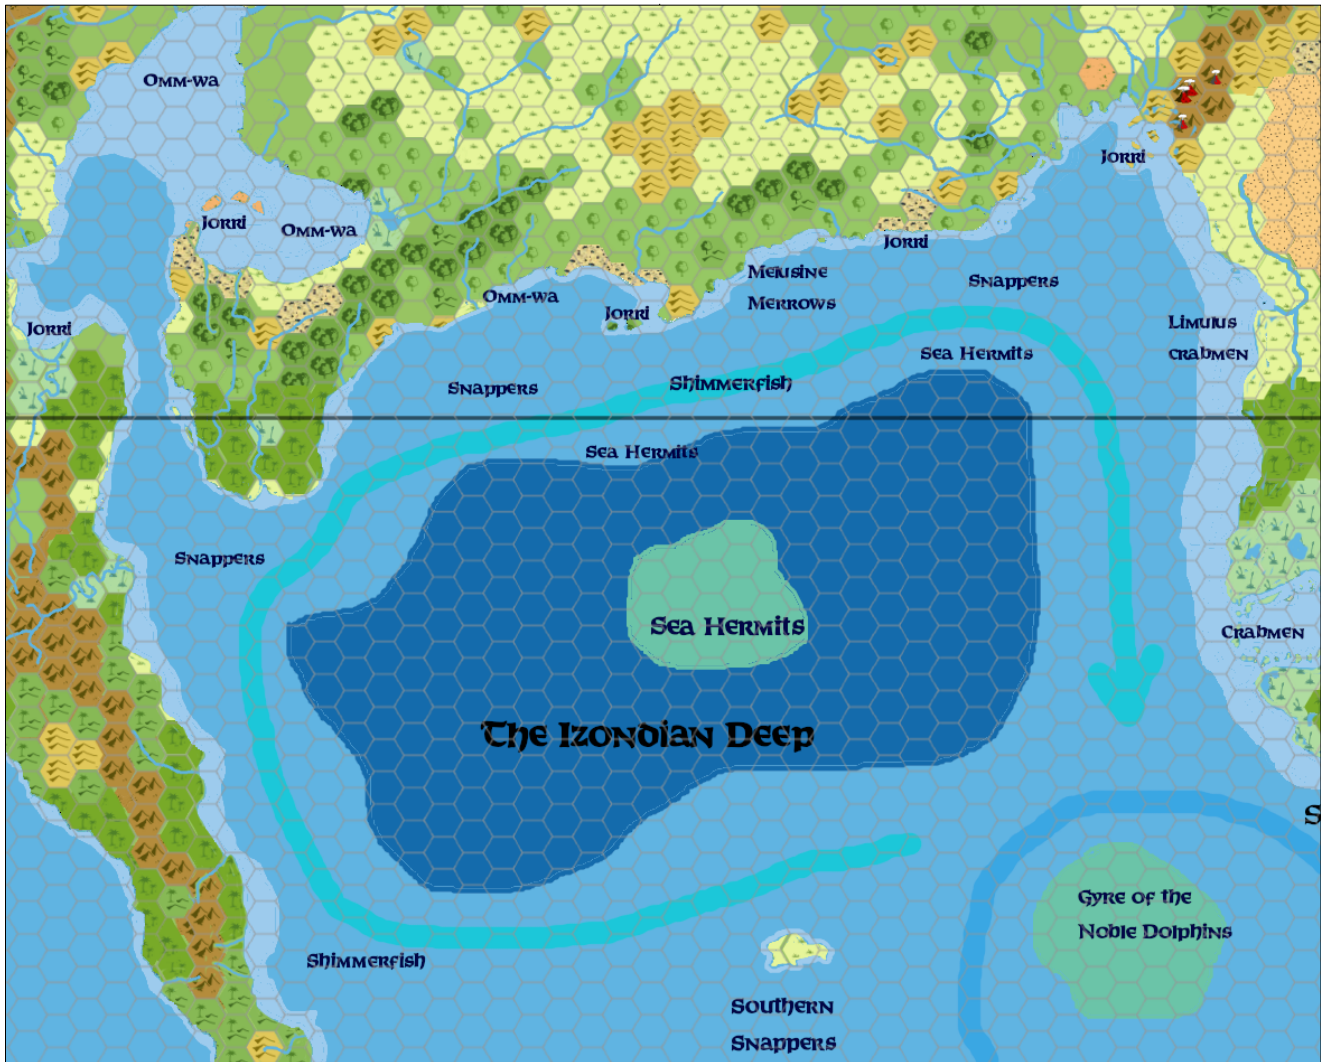 Omm-wa
Jorri
Jorri
Omm-wa
Jorri
Melusine
Merrows
Snappers
Omm-wa
Jorri
Limulus
Crabmen
Jorri
Sea Hermits
Shimmerfish
Snappers
Sea Hermits
Snappers
Sea Hermits
Crabmen
The Izondian Deep
S
Gyre of the
Noble Dolphins
Shimmerfish
Southern
Snappers